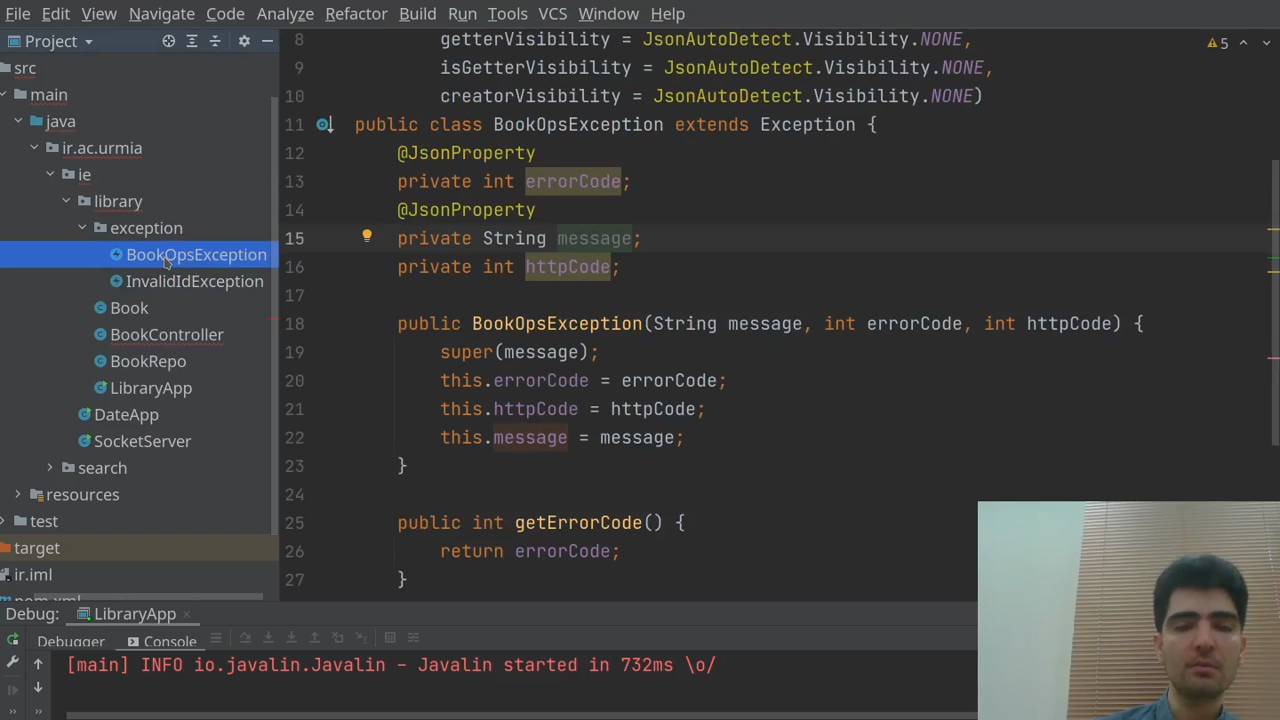 File Edit View Navigate Code Analyze Refactor Build Run Tools VCS Window Help
Project
src
main
java
ir.ac.urmia
ie
library
exception
BookOpsException
InvalidIdException
Book
BookController
BookRepo
LibraryApp
DateApp
SocketServer
search
resources
test
target
ir.iml
5
8 getterVisibility = JsonAutoDetect.Visibility.NONE,
9 isGetterVisibility = JsonAutoDetect.Visibility.NONE,
10 creatorVisibility = JsonAutoDetect.Visibility.NONE)
11 public class BookOpsException extends Exception {
12 @JsonProperty
13 private int errorCode;
14 @JsonProperty
15 private String message;
16 private int httpCode;
17
18 public BookOpsException(String message, int errorCode, int httpCode) {
19 super(message);
20 this.errorCode = errorCode;
21 this.httpCode = httpCode;
22 this.message = message;
23 }
24
25 public int getErrorCode() {
26 return errorCode;
27 }
Debug: LibraryApp
Debugger Console
[main] INFO io.javalin.Javalin - Javalin started in 732ms \o/